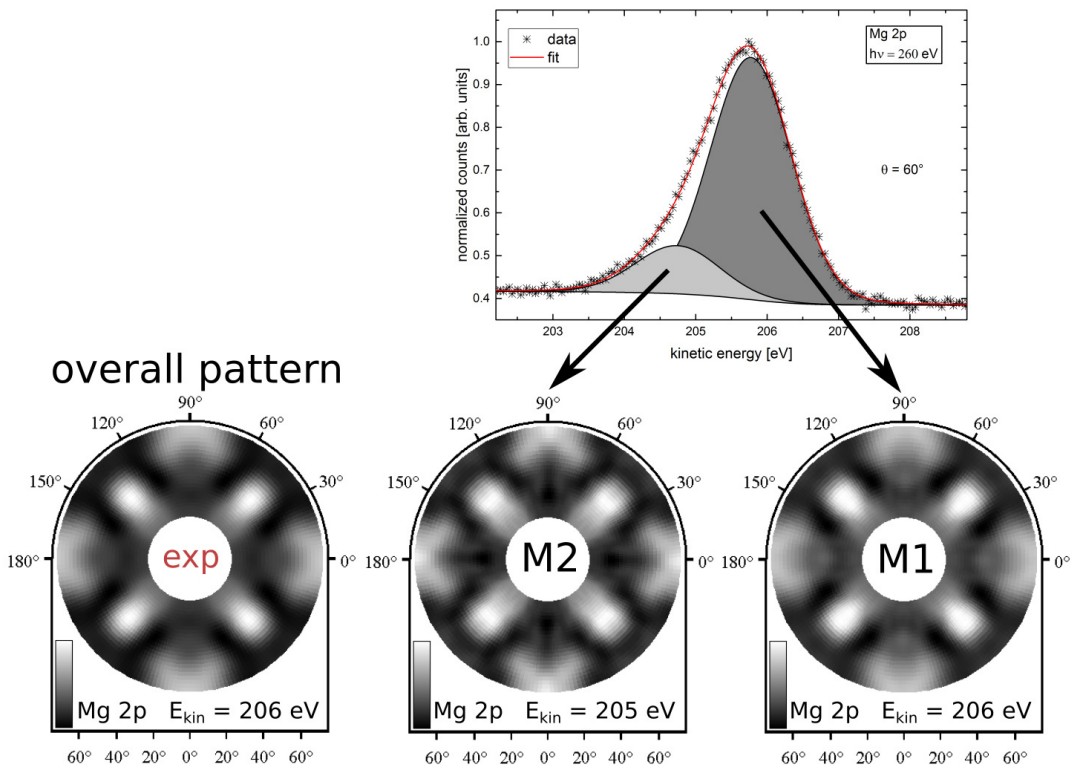 data
fit
Mg 2p
hν = 260 eV
θ = 60°
normalized counts [arb. units]
1.0
0.9
0.8
0.7
0.6
0.5
0.4
203
204
205
206
207
208
kinetic energy [eV]
overall pattern
90°
120°
60°
150°
30°
180°
0°
exp
Mg 2p Ekin = 206 eV
60° 40° 20° 0° 20° 40° 60°
90°
120°
60°
150°
30°
180°
0°
M2
Mg 2p Ekin = 205 eV
60° 40° 20° 0° 20° 40° 60°
90°
120°
60°
150°
30°
180°
0°
M1
Mg 2p Ekin = 206 eV
60° 40° 20° 0° 20° 40° 60°